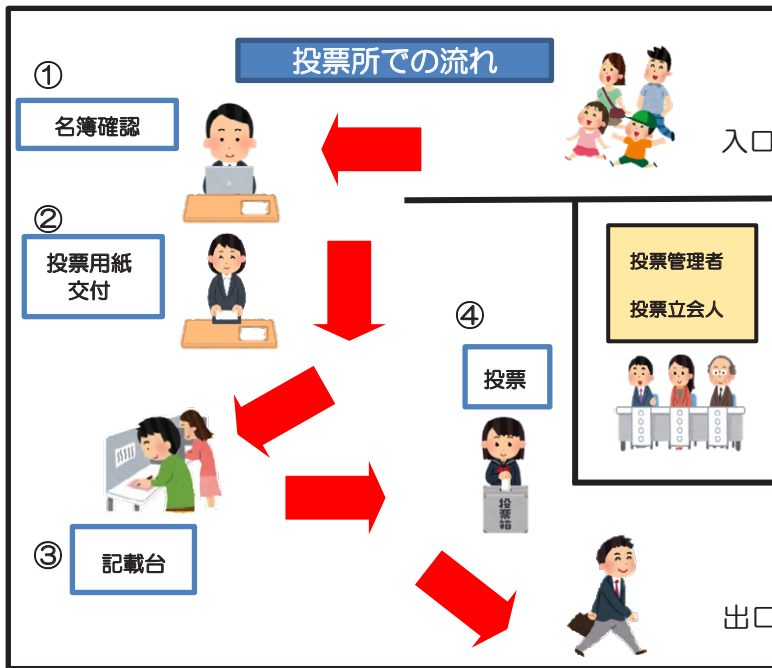 投票所での流れ
①
名簿確認
入口
②
投票用紙
交付
投票管理者
投票立会人
④
投票
投票箱
③
記載台
出口